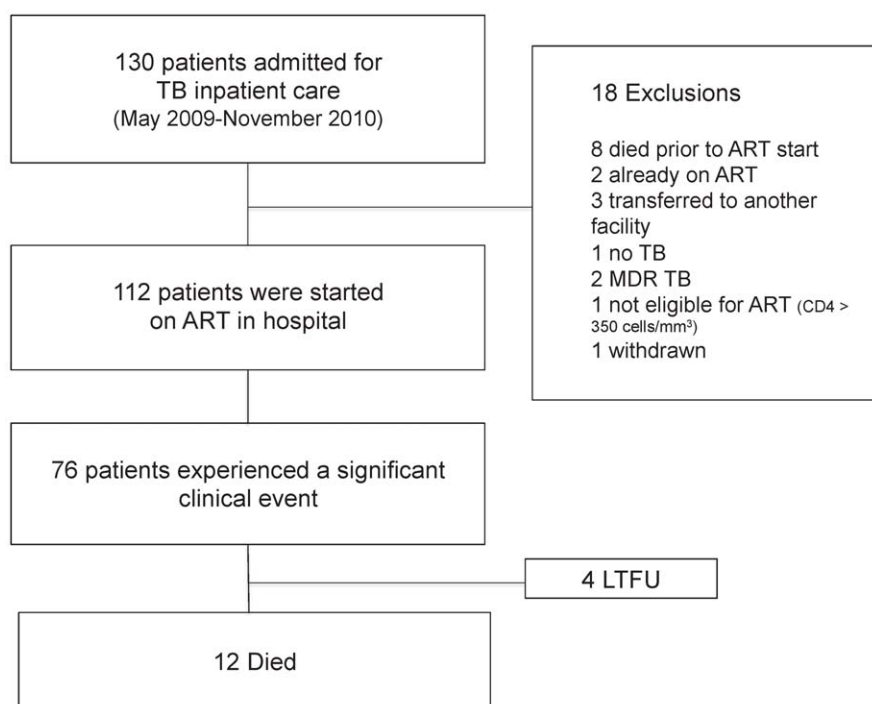 130 patients admitted for
TB inpatient care
(May 2009-November 2010)
18 Exclusions
8 died prior to ART start
2 already on ART
3 transferred to another
facility
1 no TB
2 MDR TB
1 not eligible for ART (CD4 >
350 cells/mm³)
1 withdrawn
112 patients were started
on ART in hospital
76 patients experienced a significant
clinical event
4 LTFU
12 Died